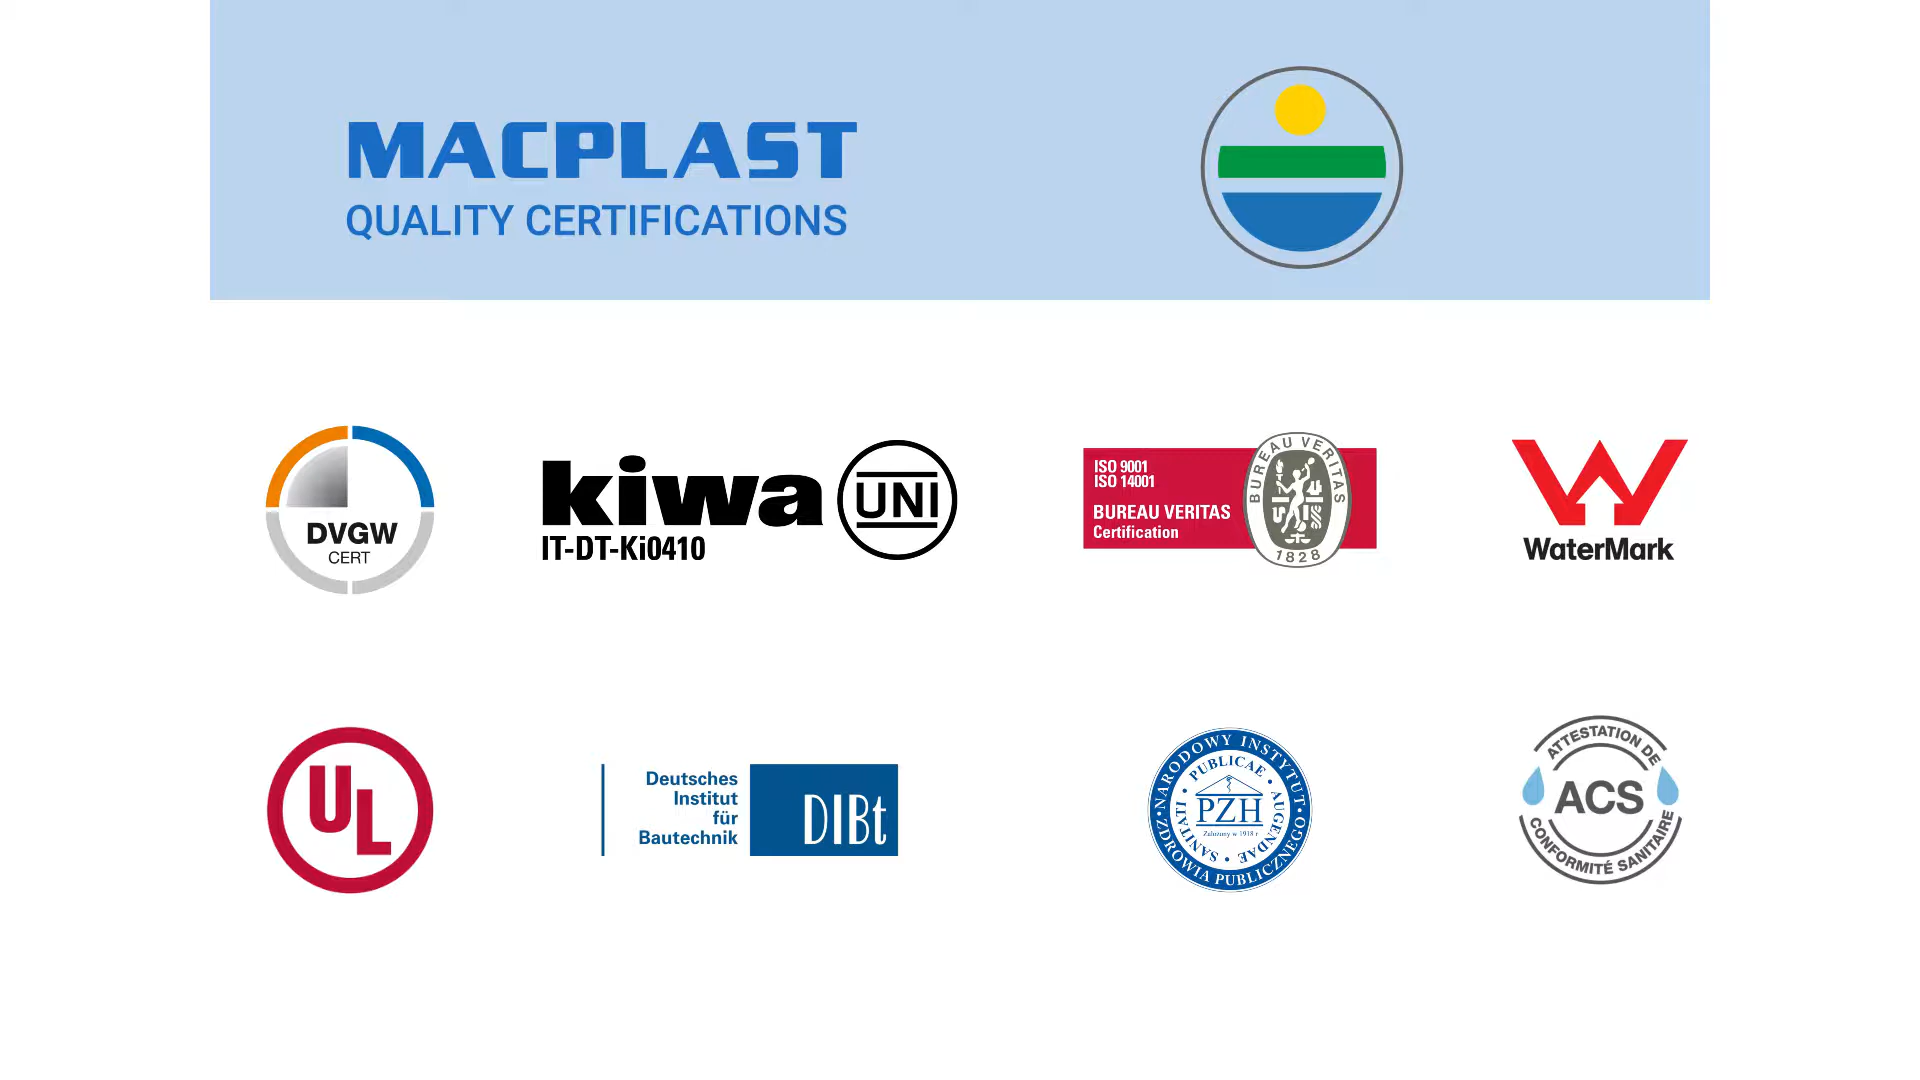 MACPLAST
QUALITY CERTIFICATIONS
DVGW
CERT
kiwa
IT-DT-Ki0410
UNI
ISO 9001
ISO 14001
BUREAU VERITAS
Certification
BUREAU VERITAS
1828
WaterMark
UL
Deutsches
Institut
für
Bautechnik
DIBt
NARODOWY INSTYTUT
ZDROWIA PUBLICZNEGO
PUBLICAE • AUGENDAE • SANITATI
PZH
Założony w 1918 r
ATTESTATION DE
ACS
CONFORMITÉ SANITAIRE